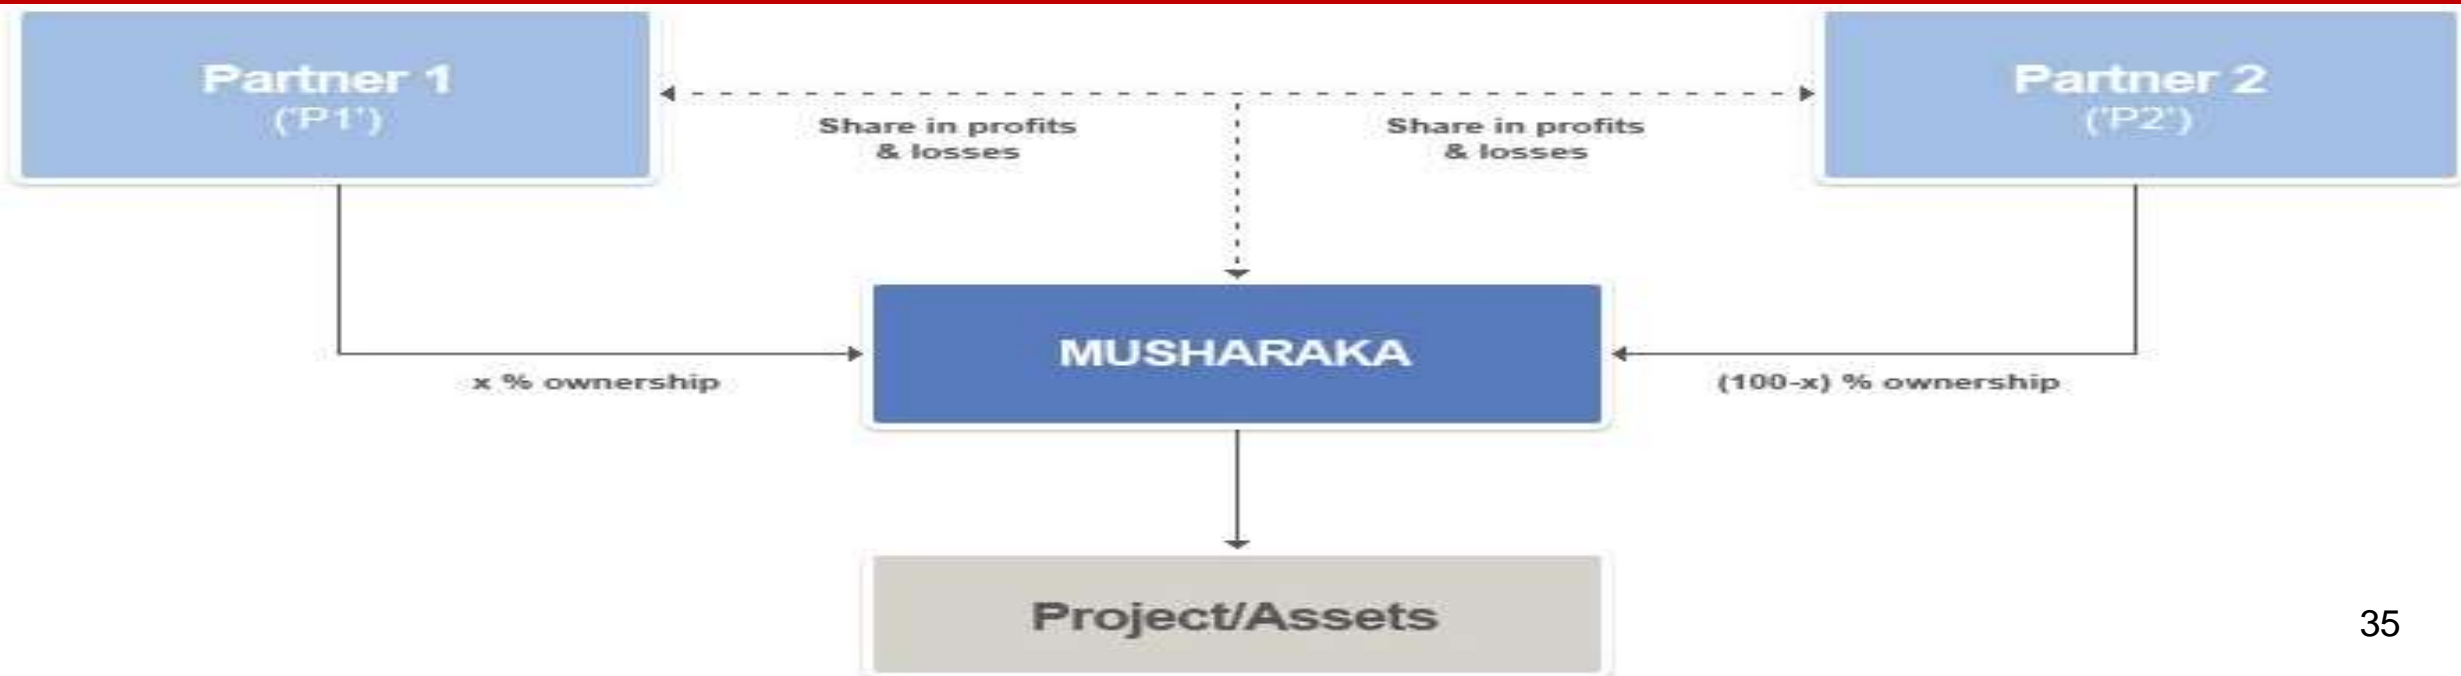 Partner 1
('P1')
Partner 2
('P2')
Share in profits
& losses
Share in profits
& losses
MUSHARAKA
x % ownership
(100-x) % ownership
Project/Assets
35